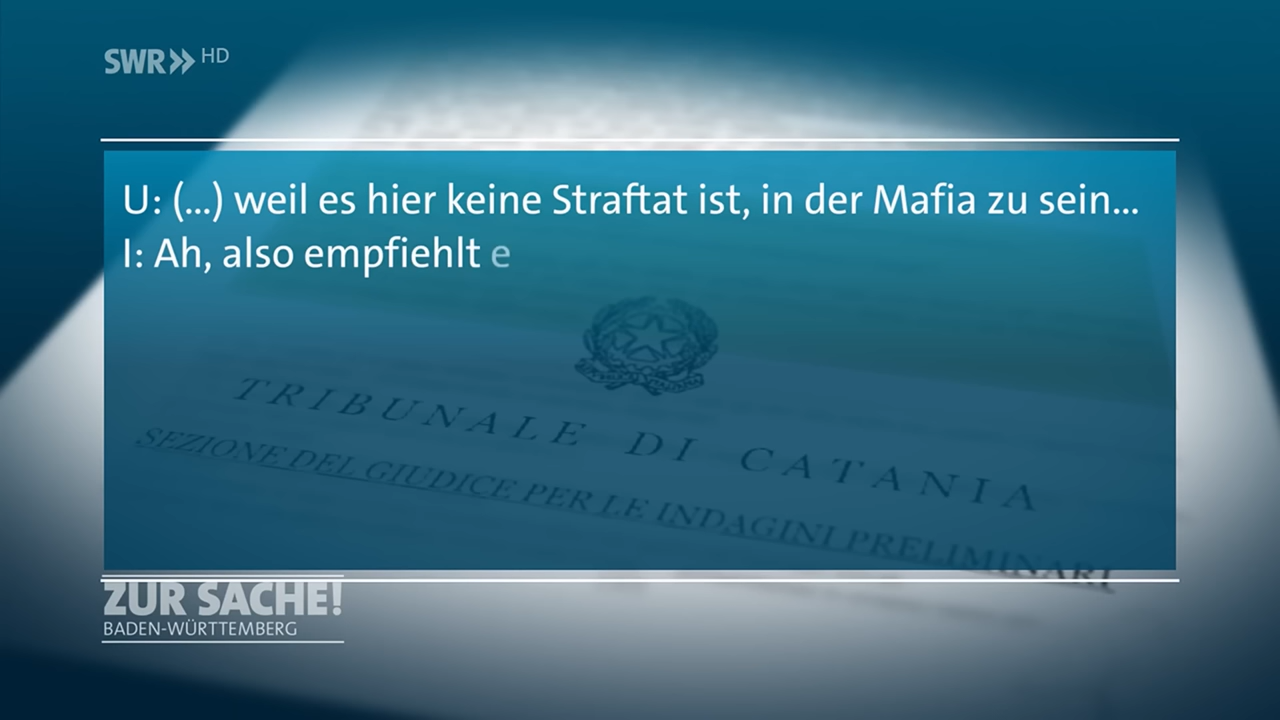 SWR» HD
U: (...) weil es hier keine Straftat ist, in der Mafia zu sein...
I: Ah, also empfiehlt e
TRIBUNALE DI CATANIA
SEZIONE DEL GIUDICE PER LE INDAGINI PRELIMINARI
ZUR SACHE!
BADEN-WÜRTTEMBERG